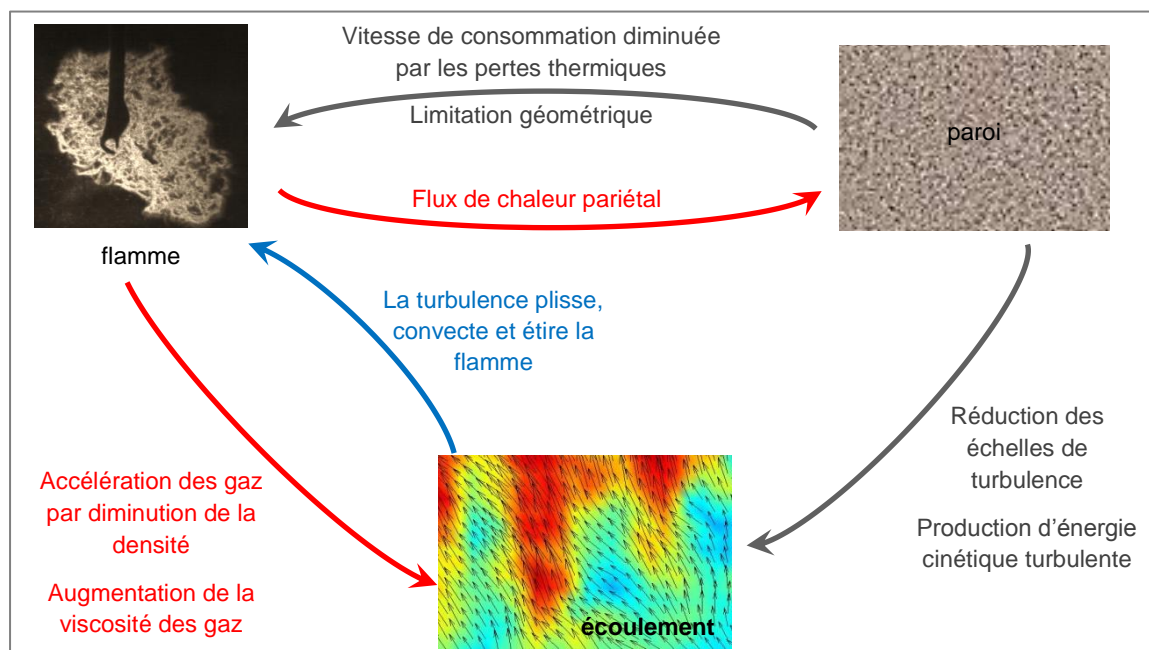 Vitesse de consommation diminuée
par les pertes thermiques
Limitation géométrique
paroi
Flux de chaleur pariétal
flamme
La turbulence plisse,
convecte et étire la
flamme
Réduction des
échelles de
turbulence
Production d’énergie
cinétique turbulente
Accélération des gaz
par diminution de la
densité
Augmentation de la
viscosité des gaz
écoulement